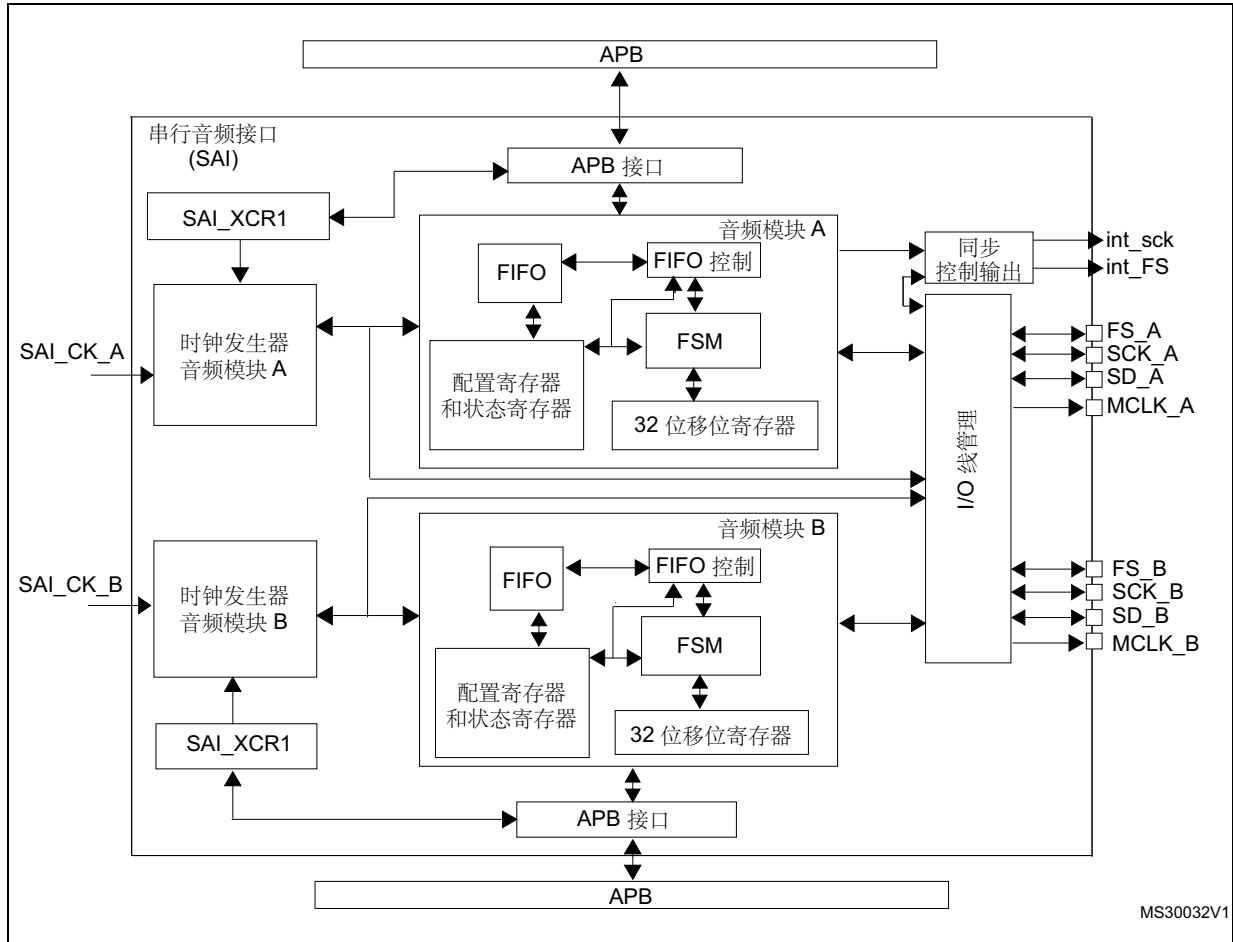 APB
串行音频接口
(SAI)
APB 接口
SAI_XCR1
音频模块 A
FIFO
FIFO 控制
同步
控制输出
int_sck
int_FS
时钟发生器
音频模块 A
SAI_CK_A
FSM
配置寄存器
和状态寄存器
32 位移位寄存器
I/O 线管理
FS_A
SCK_A
SD_A
MCLK_A
音频模块 B
FIFO
FIFO 控制
SAI_CK_B
时钟发生器
音频模块 B
FSM
配置寄存器
和状态寄存器
32 位移位寄存器
FS_B
SCK_B
SD_B
MCLK_B
SAI_XCR1
APB 接口
APB
MS30032V1